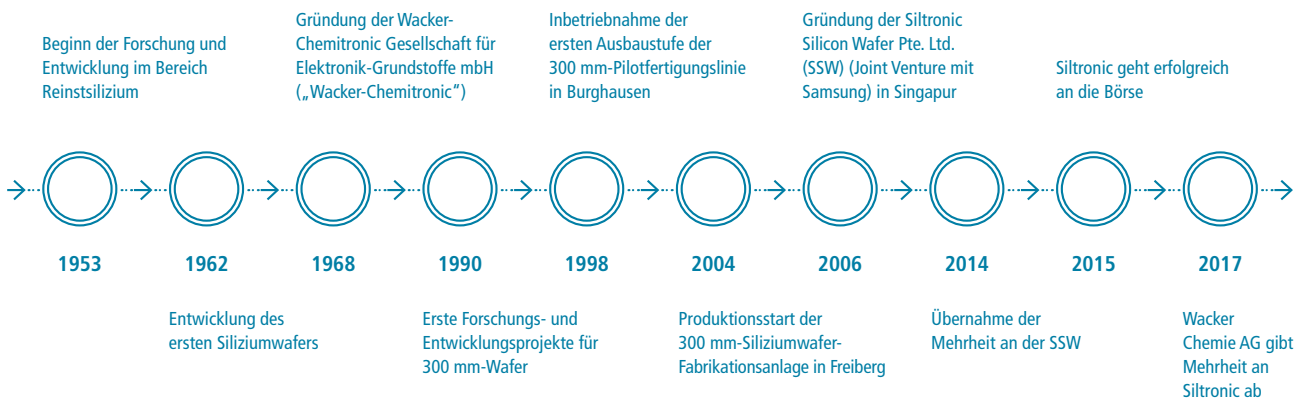 Beginn der Forschung und
Entwicklung im Bereich
Reinstsilizium
Gründung der Wacker-
Chemitronic Gesellschaft für
Elektronik-Grundstoffe mbH
(„Wacker-Chemitronic“)
Inbetriebnahme der
ersten Ausbaustufe der
300 mm-Pilotfertigungslinie
in Burghausen
Gründung der Siltronic
Silicon Wafer Pte. Ltd.
(SSW) (Joint Venture mit
Samsung) in Singapur
Siltronic geht erfolgreich
an die Börse
1953 1962 1968 1990 1998 2004 2006 2014 2015 2017
Entwicklung des
ersten Siliziumwafers
Erste Forschungs- und
Entwicklungsprojekte für
300 mm-Wafer
Produktionsstart der
300 mm-Siliziumwafer-
Fabrikationsanlage in Freiberg
Übernahme der
Mehrheit an der SSW
Wacker
Chemie AG gibt
Mehrheit an
Siltronic ab